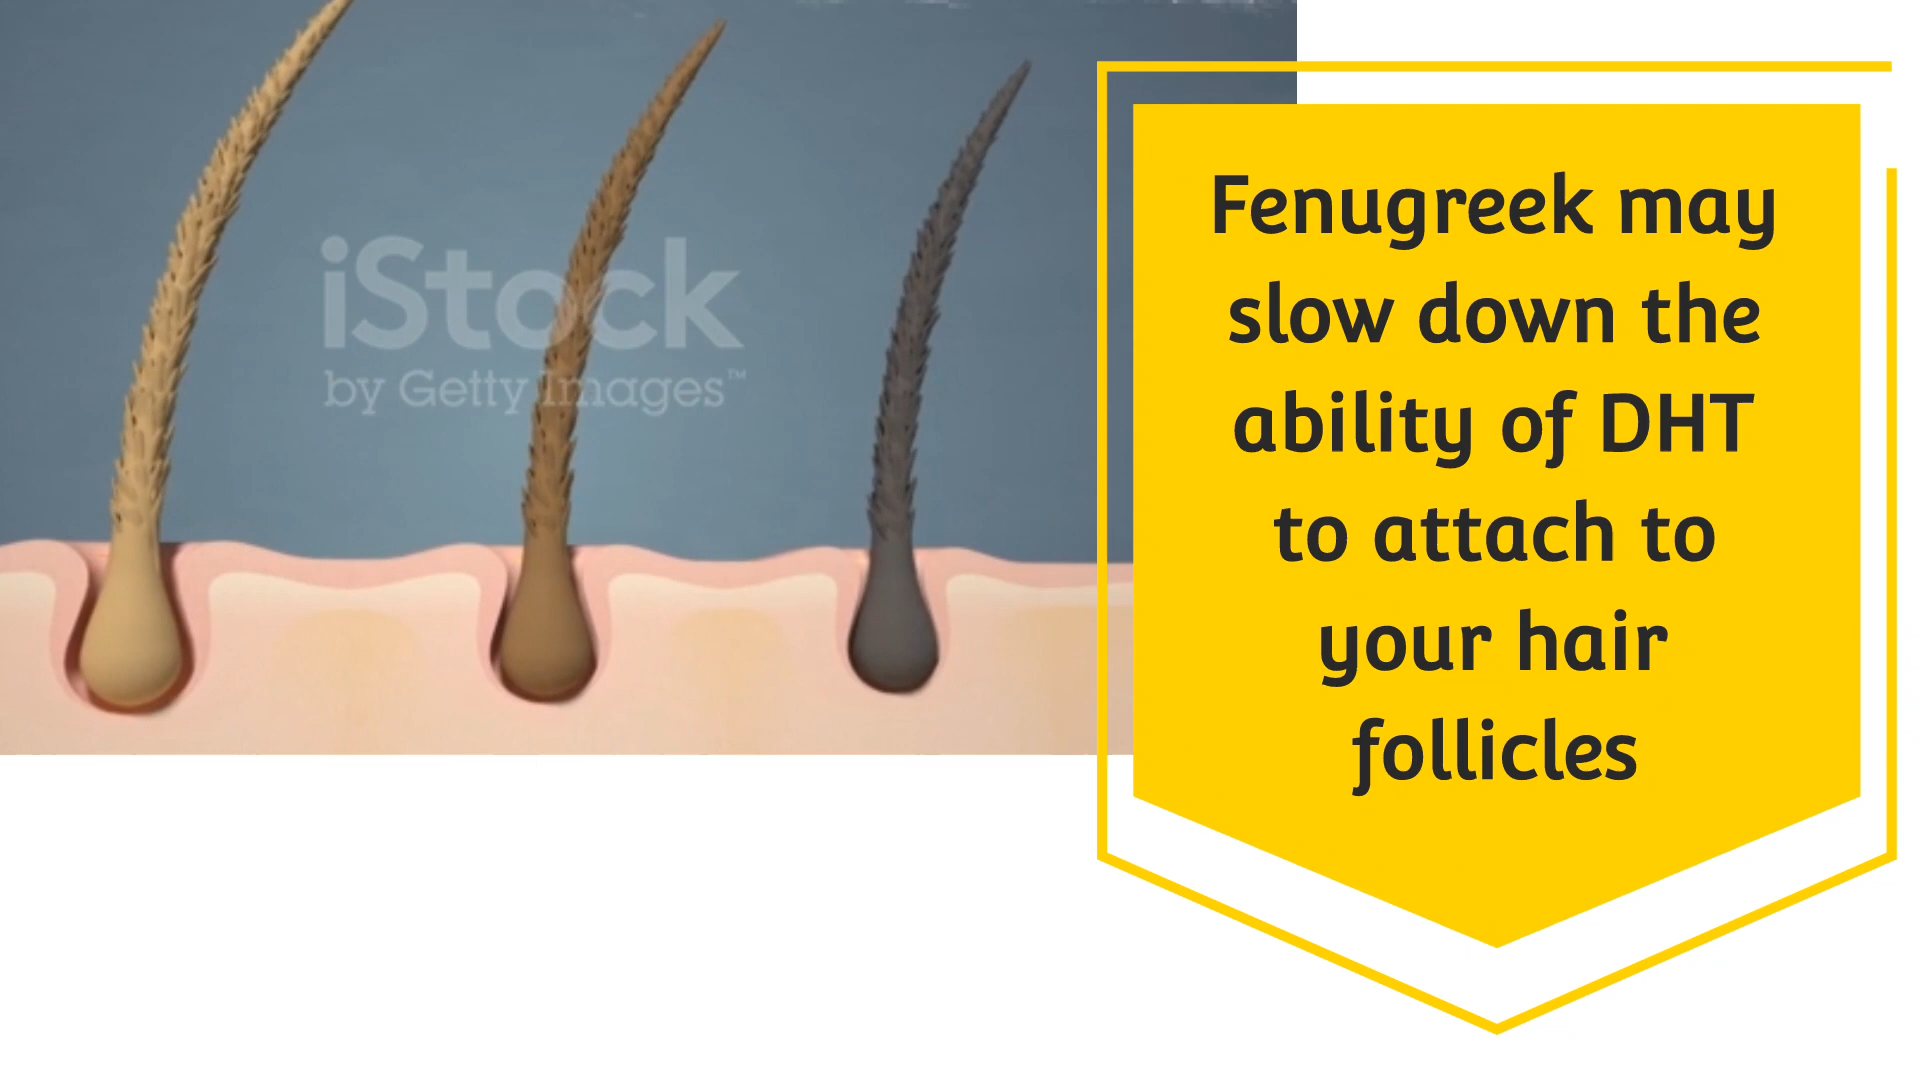 iStock
by Getty Images™
Fenugreek may
slow down the
ability of DHT
to attach to
your hair
follicles